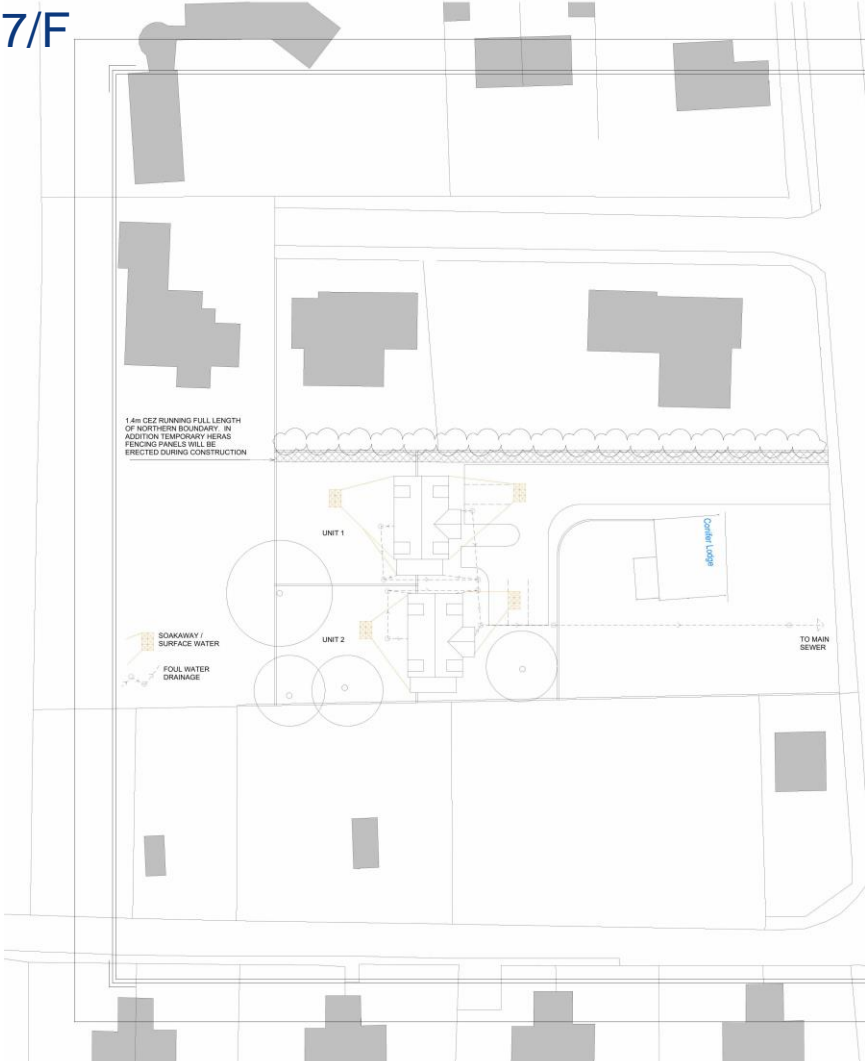 7/F
1.4m CEZ RUNNING FULL LENGTH
OF NORTHERN BOUNDARY. IN
ADDITION TEMPORARY HERAS
FENCING PANELS WILL BE
ERECTED DURING CONSTRUCTION
UNIT 1
Conifer Lodge
UNIT 2
SOAKAWAY /
SURFACE WATER
FOUL WATER
DRAINAGE
TO MAIN
SEWER